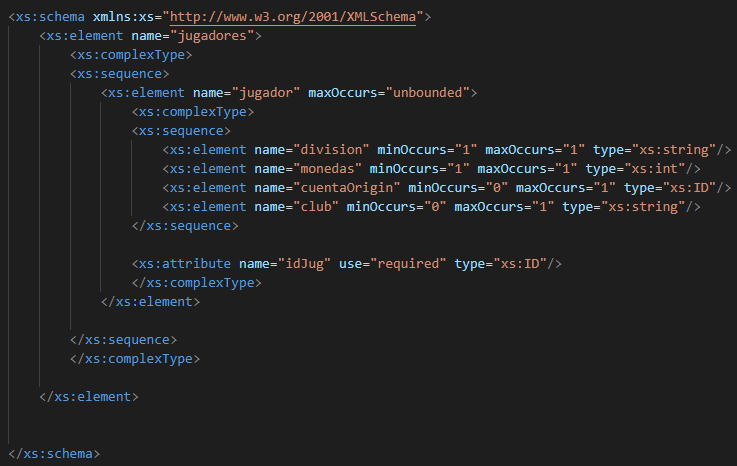 <xs:schema xmlns:xs="http://www.w3.org/2001/XMLSchema">
<xs:element name="jugadores">
<xs:complexType>
<xs:sequence>
<xs:element name="jugador" maxOccurs="unbounded">
<xs:complexType>
<xs:sequence>
<xs:element name="division" minOccurs="1" maxOccurs="1" type="xs:string"/>
<xs:element name="monedas" minOccurs="1" maxOccurs="1" type="xs:int"/>
<xs:element name="cuentaOrigin" minOccurs="0" maxOccurs="1" type="xs:ID"/>
<xs:element name="club" minOccurs="0" maxOccurs="1" type="xs:string"/>
</xs:sequence>
<xs:attribute name="idJug" use="required" type="xs:ID"/>
</xs:complexType>
</xs:element>
</xs:sequence>
</xs:complexType>
</xs:element>
</xs:schema>